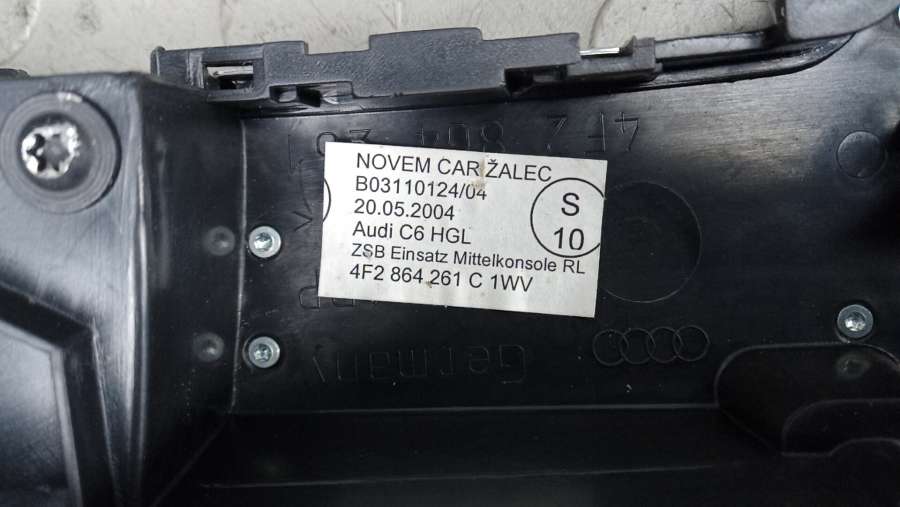 NOVEM CAR ŽALEC
B03110124/04
20.05.2004
Audi C6 HGL
ZSB Einsatz Mittelkonsole RL
4F2 864 261 C 1WV
S
10
Germany